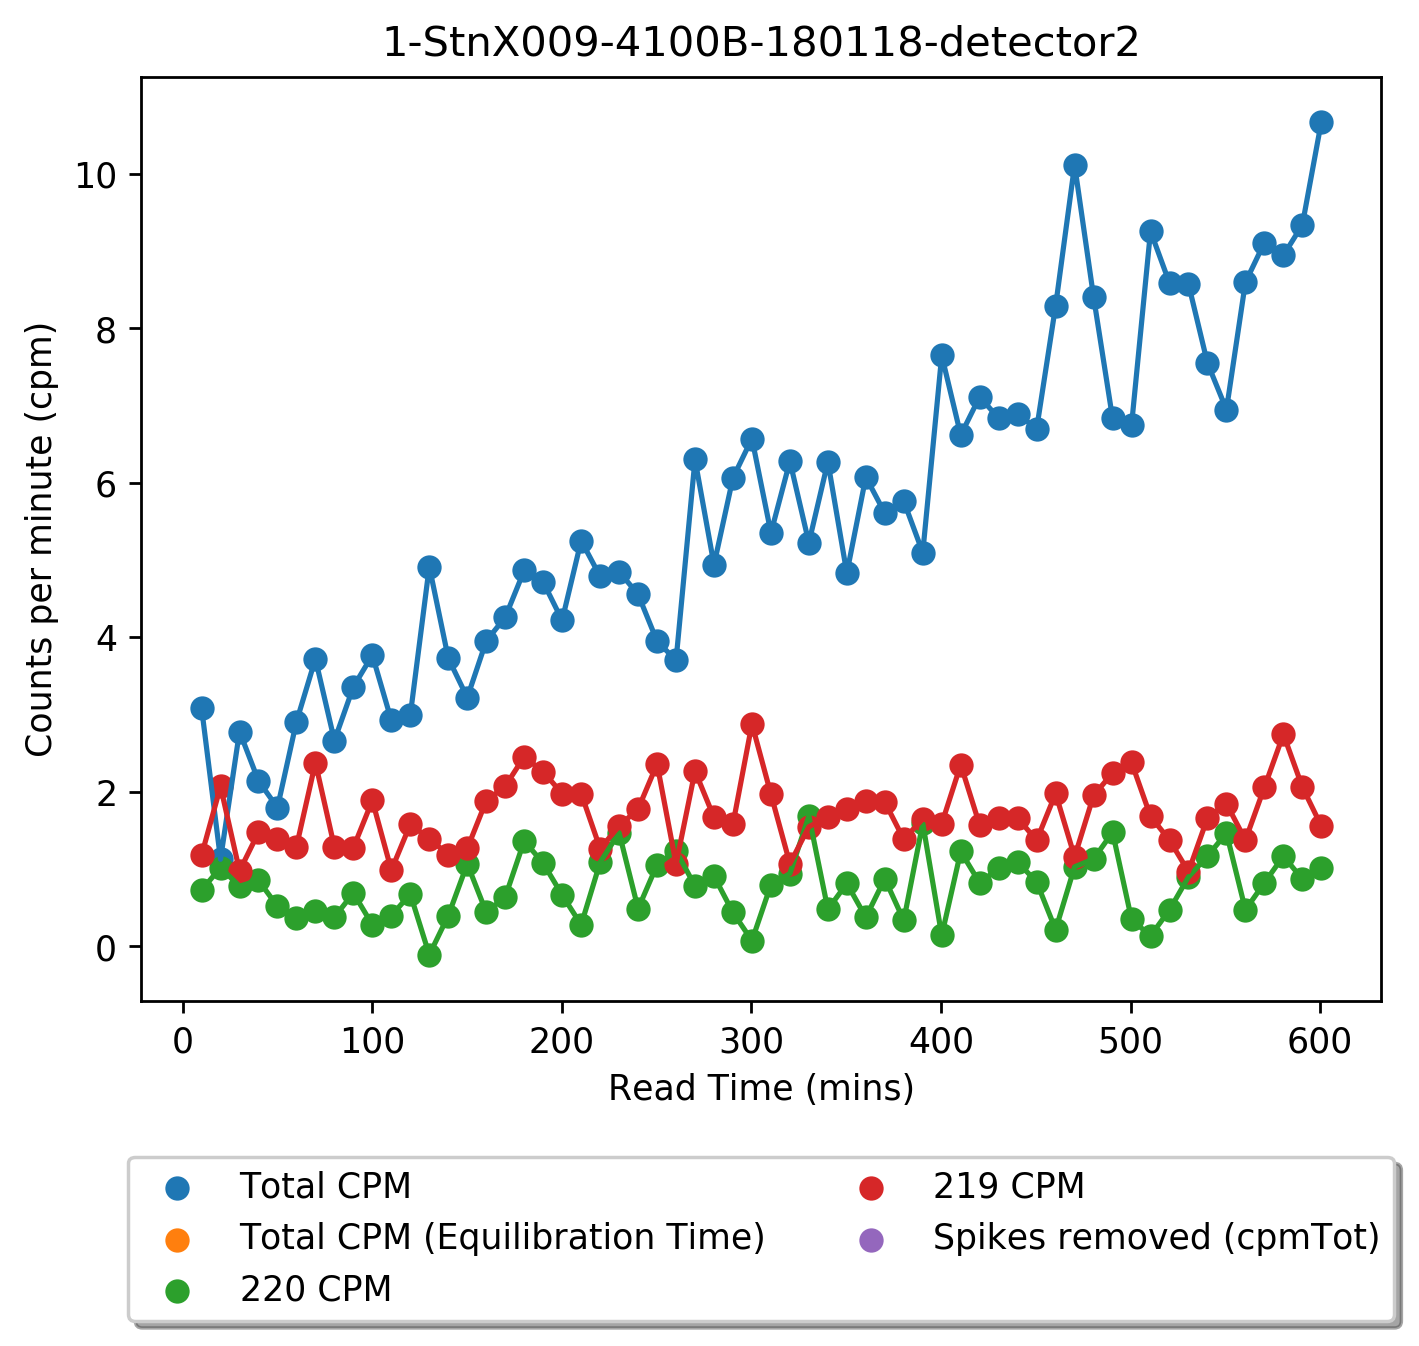 1-StnX009-4100B-180118-detector2
Counts per minute (cpm)
10
8
6
4
2
0
0 100 200 300 400 500 600
Read Time (mins)
Total CPM
Total CPM (Equilibration Time)
220 CPM
219 CPM
Spikes removed (cpmTot)